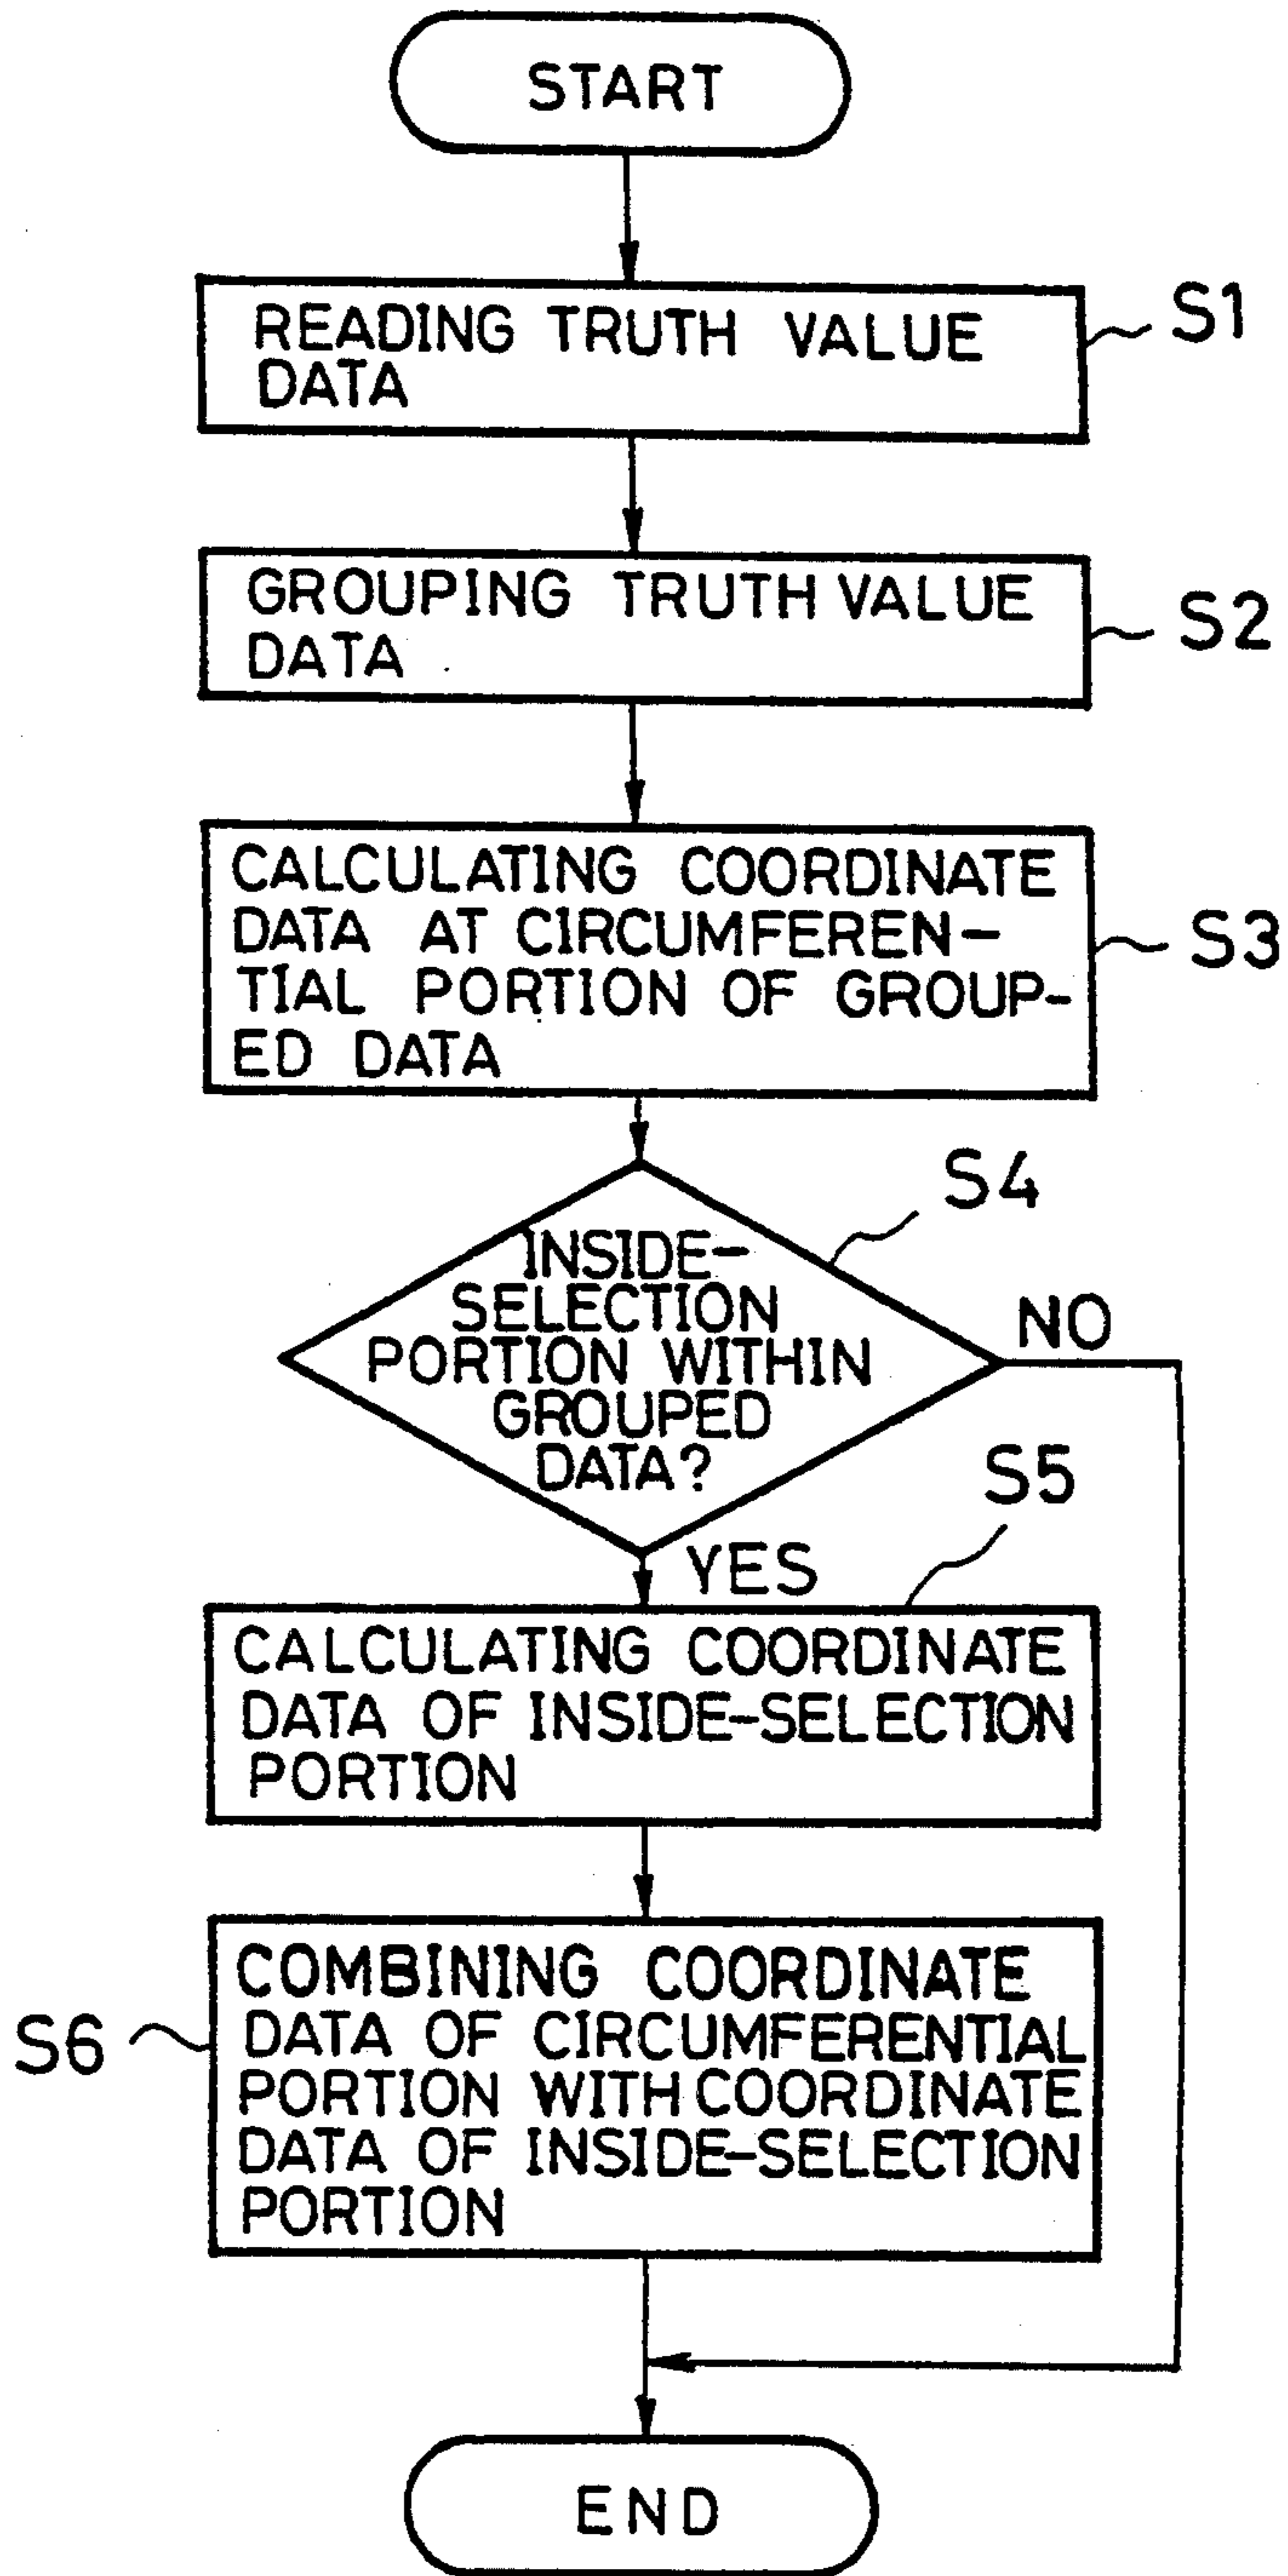 START
READING TRUTH VALUE
DATA
S1
GROUPING TRUTH VALUE
DATA
S2
CALCULATING COORDINATE
DATA AT CIRCUMFEREN-
TIAL PORTION OF GROUP-
ED DATA
S3
S4
INSIDE-
SELECTION
PORTION WITHIN
GROUPED
DATA?
NO
YES
S5
CALCULATING COORDINATE
DATA OF INSIDE-SELECTION
PORTION
S6
COMBINING COORDINATE
DATA OF CIRCUMFERENTIAL
PORTION WITH COORDINATE
DATA OF INSIDE-SELECTION
PORTION
END